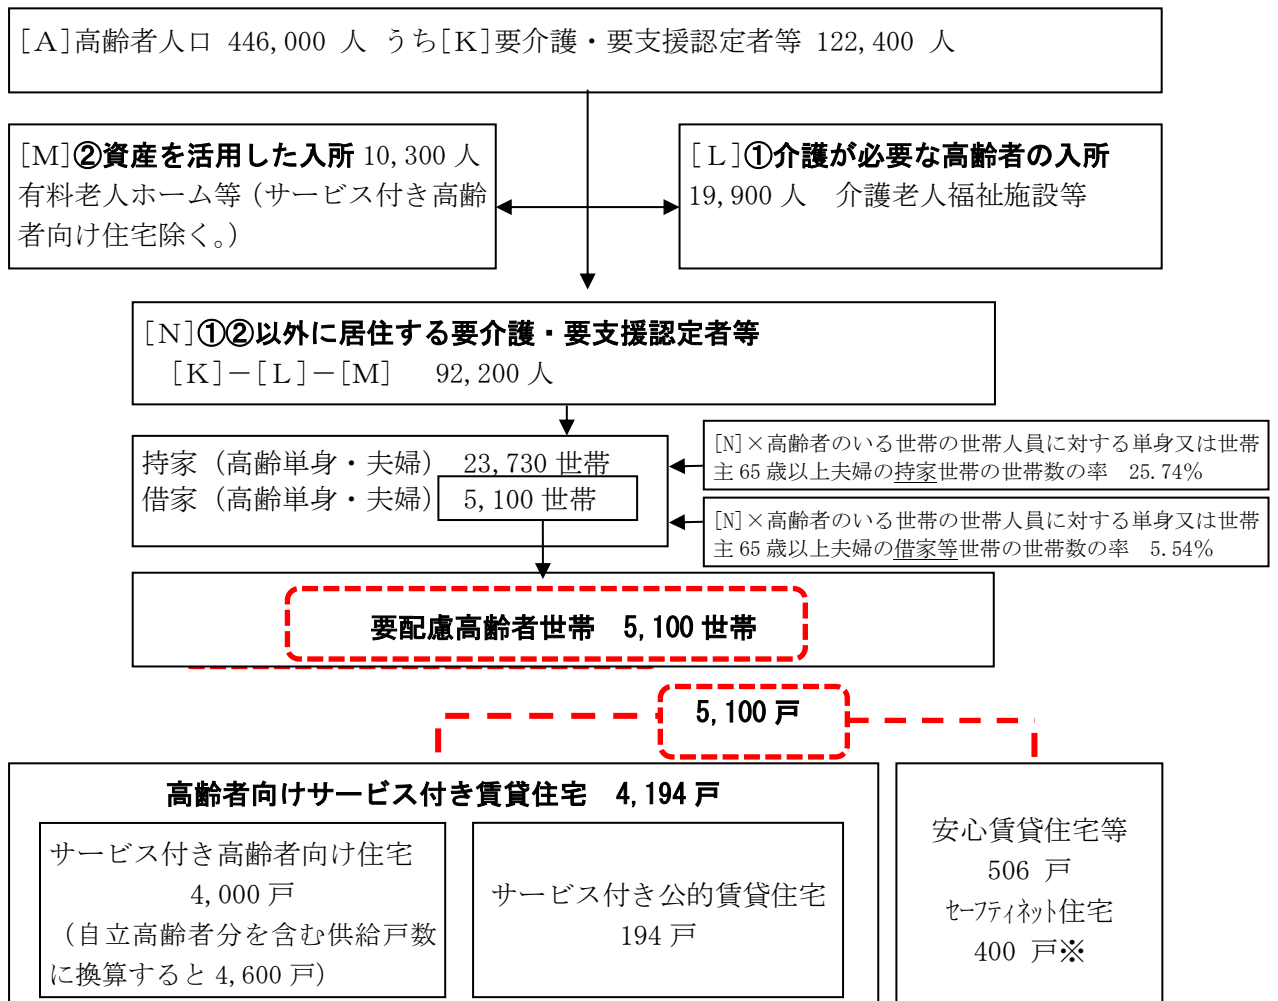 [A]高齢者人口 446,000 人 うち[K]要介護・要支援認定者等 122,400 人
[M]②資産を活用した入所 10,300 人
有料老人ホーム等（サービス付き高齢
者向け住宅除く。）
[L]①介護が必要な高齢者の入所
19,900 人　介護老人福祉施設等
[N]①②以外に居住する要介護・要支援認定者等
[K]－[L]－[M]　92,200 人
持家（高齢単身・夫婦）　23,730 世帯
借家（高齢単身・夫婦）　5,100 世帯
[N]×高齢者のいる世帯の世帯人員に対する単身又は世帯
主 65 歳以上夫婦の持家世帯の世帯数の率　25.74％
[N]×高齢者のいる世帯の世帯人員に対する単身又は世帯
主 65 歳以上夫婦の借家等世帯の世帯数の率　5.54％
要配慮高齢者世帯　5,100 世帯
5,100 戸
高齢者向けサービス付き賃貸住宅　4,194 戸
サービス付き高齢者向け住宅
4,000 戸
（自立高齢者分を含む供給戸数
に換算すると 4,600 戸）
サービス付き公的賃貸住宅
194 戸
安心賃貸住宅等
506 戸
ｾｰﾌﾃｨﾈｯﾄ住宅
400 戸※